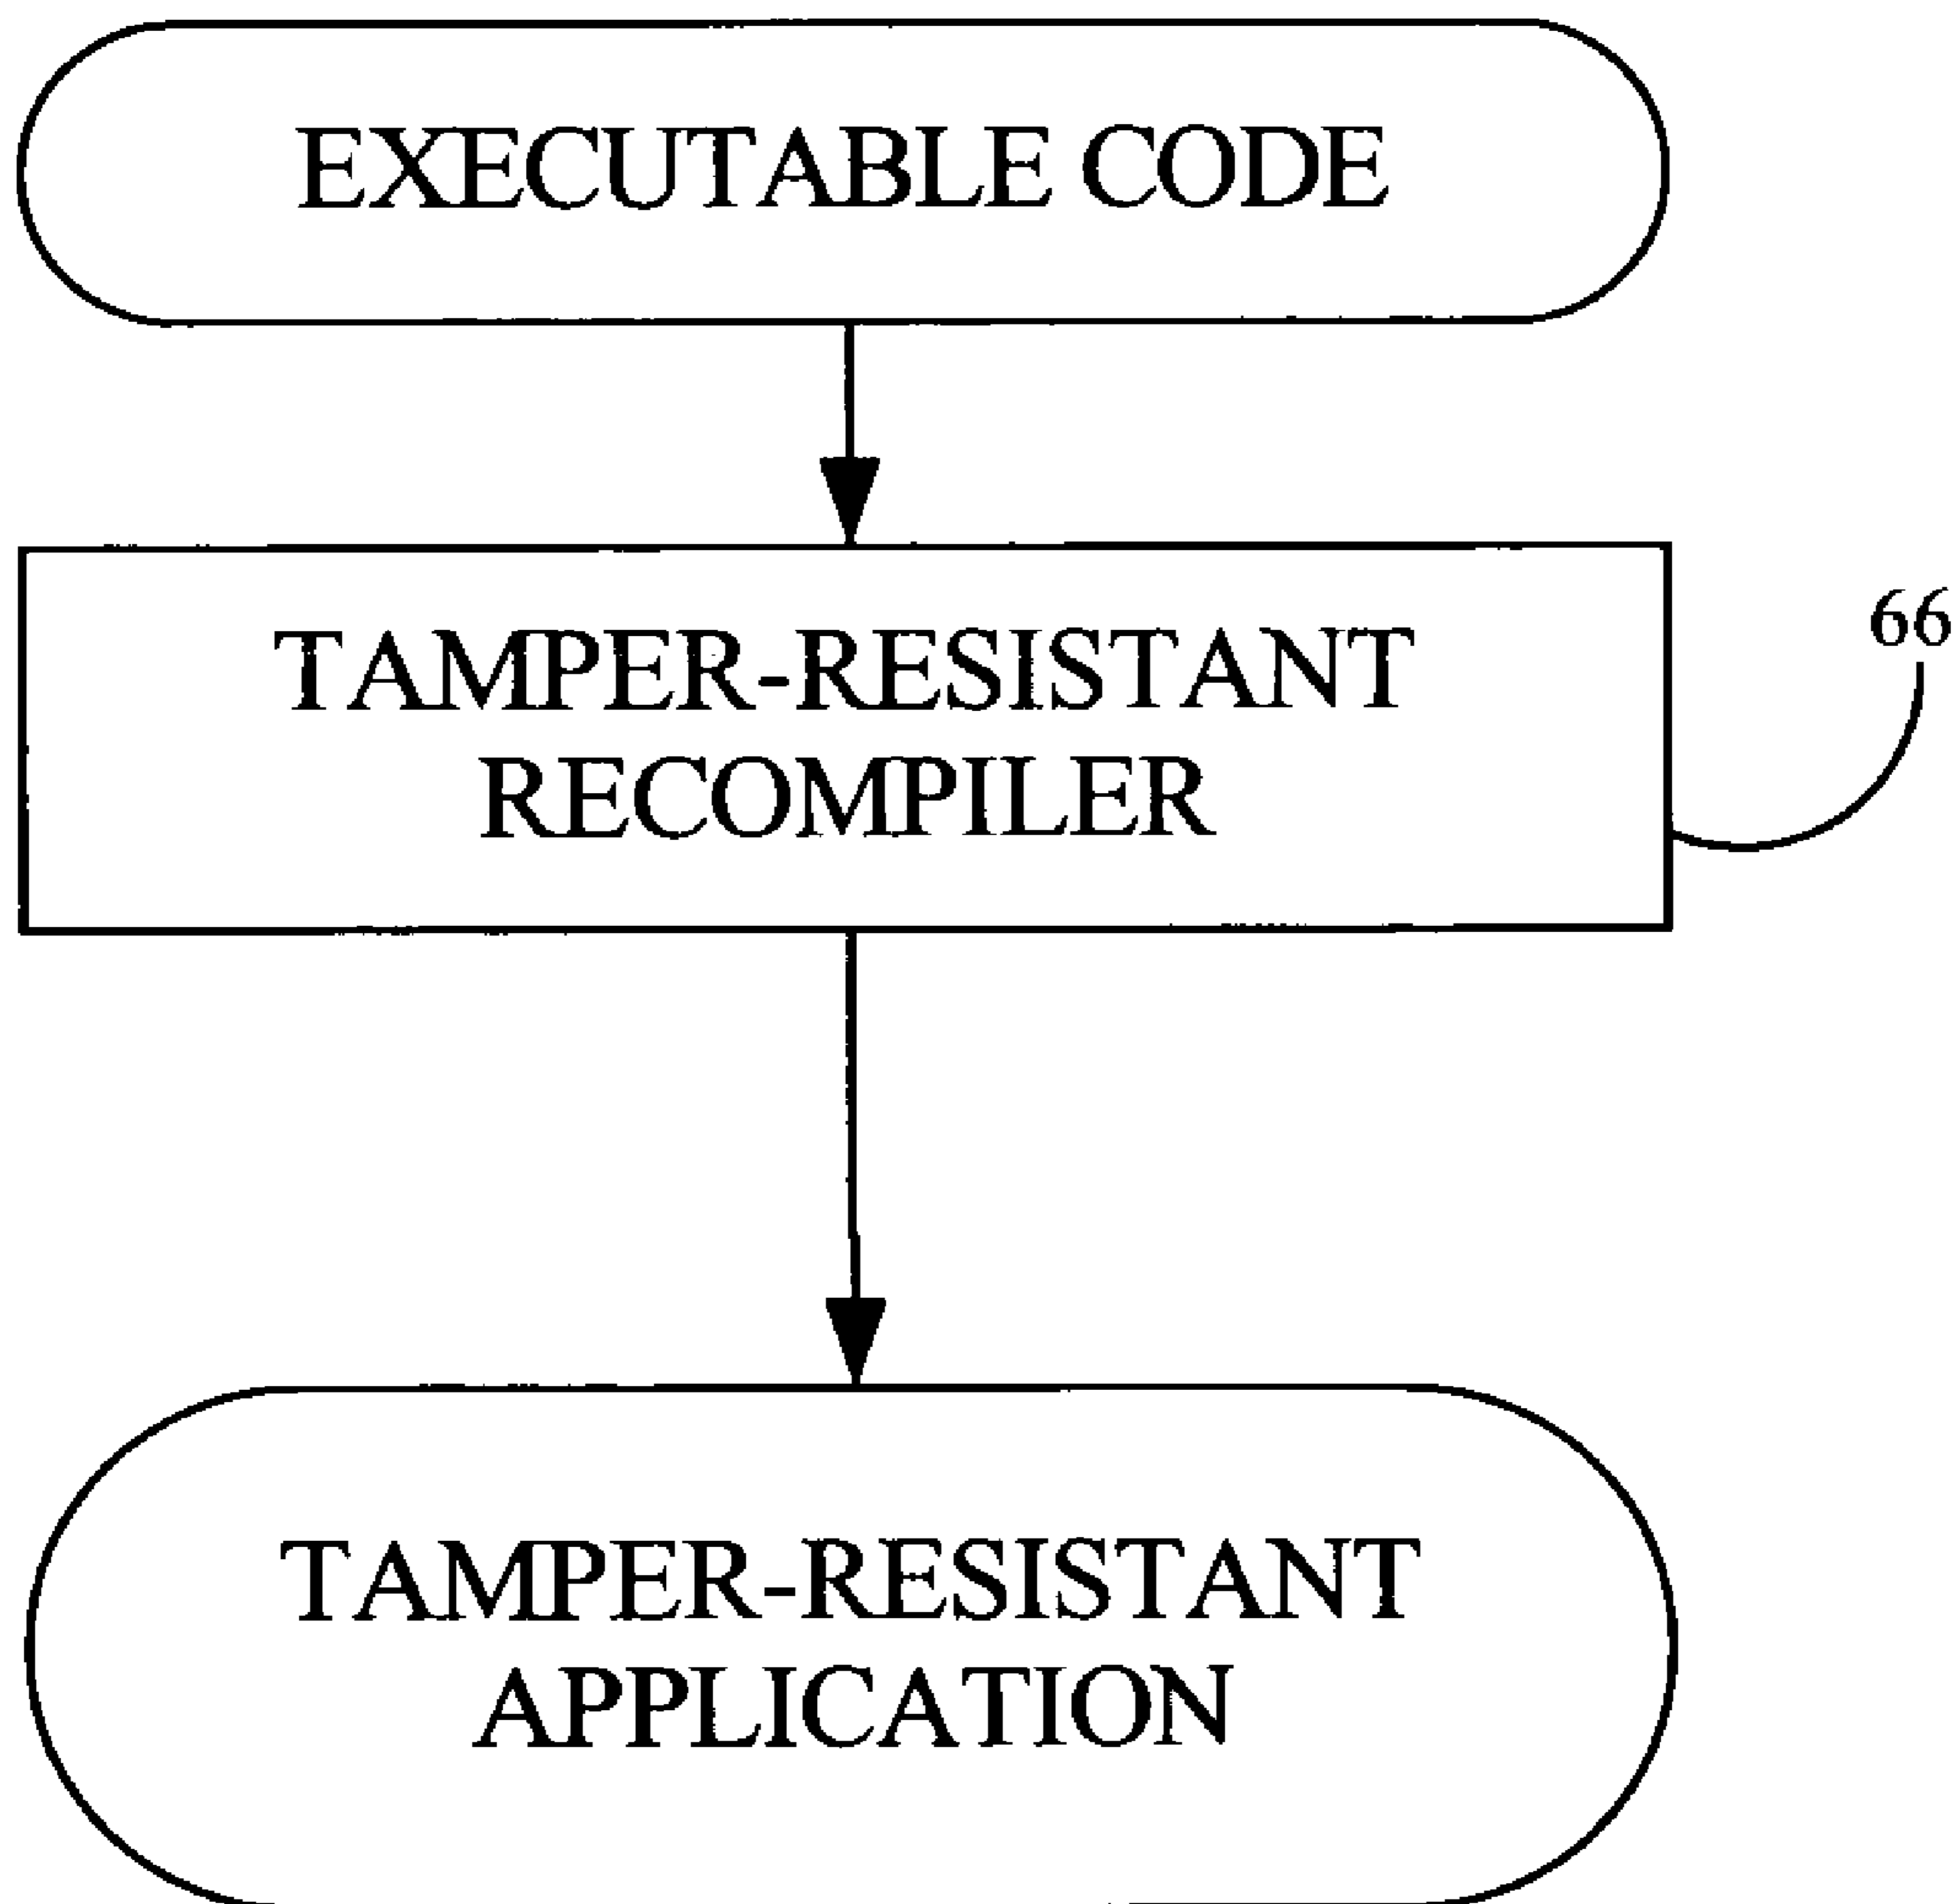 EXECUTABLE CODE
TAMPER-RESISTANT
RECOMPILER
66
TAMPER-RESISTANT
APPLICATION